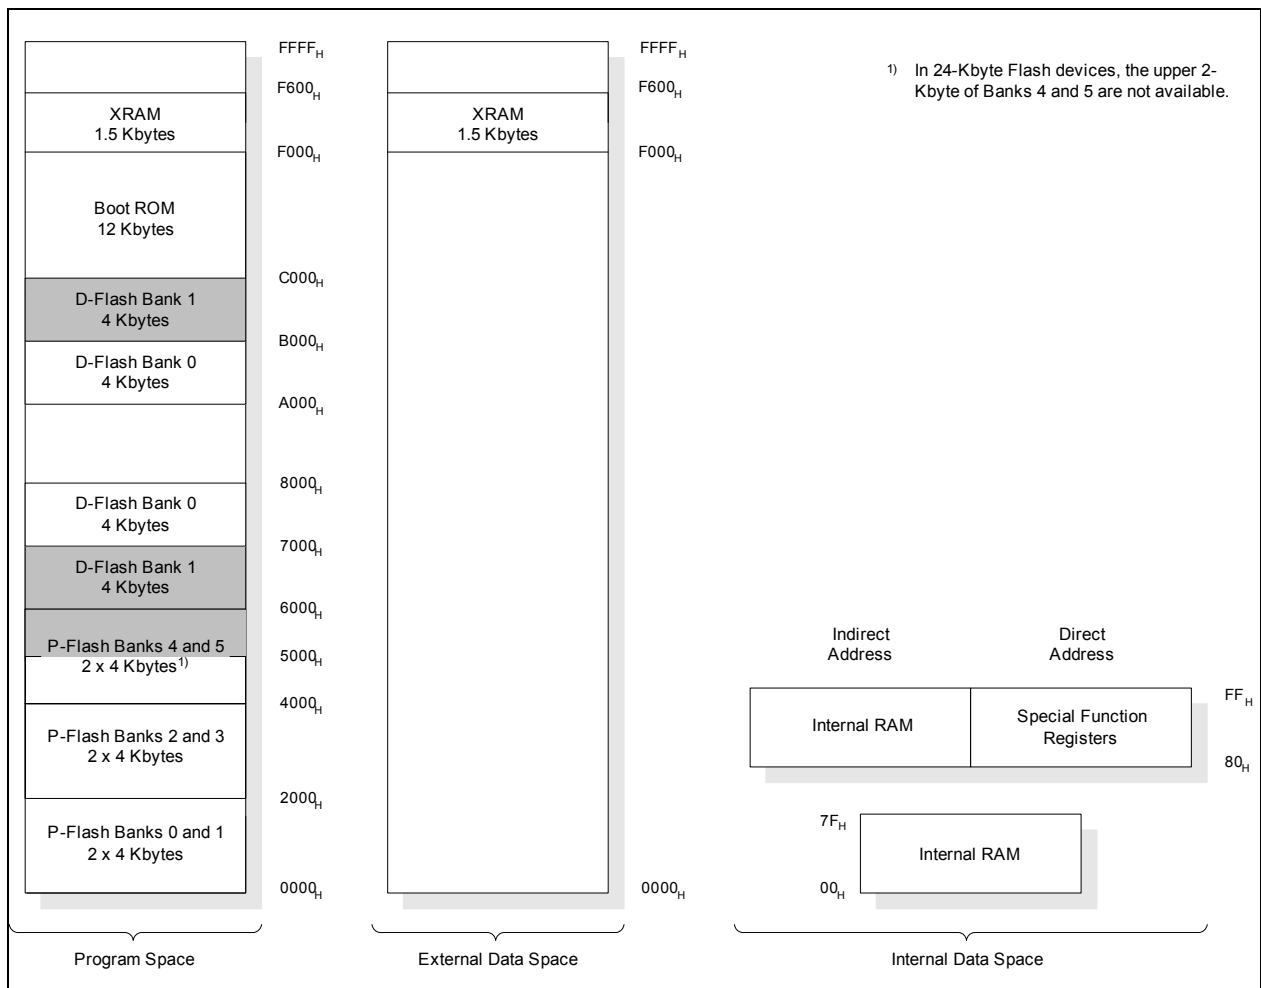 FFFFH
F600H
XRAM
1.5 Kbytes
F000H
Boot ROM
12 Kbytes
C000H
D-Flash Bank 1
4 Kbytes
B000H
D-Flash Bank 0
4 Kbytes
A000H
8000H
D-Flash Bank 0
4 Kbytes
7000H
D-Flash Bank 1
4 Kbytes
6000H
P-Flash Banks 4 and 5
2 x 4 Kbytes1)
5000H
4000H
P-Flash Banks 2 and 3
2 x 4 Kbytes
2000H
P-Flash Banks 0 and 1
2 x 4 Kbytes
0000H
Program Space
FFFFH
F600H
XRAM
1.5 Kbytes
F000H
0000H
External Data Space
1) In 24-Kbyte Flash devices, the upper 2-
Kbyte of Banks 4 and 5 are not available.
Indirect
Address
Direct
Address
Internal RAM
Special Function
Registers
FFH
80H
7FH
Internal RAM
00H
Internal Data Space